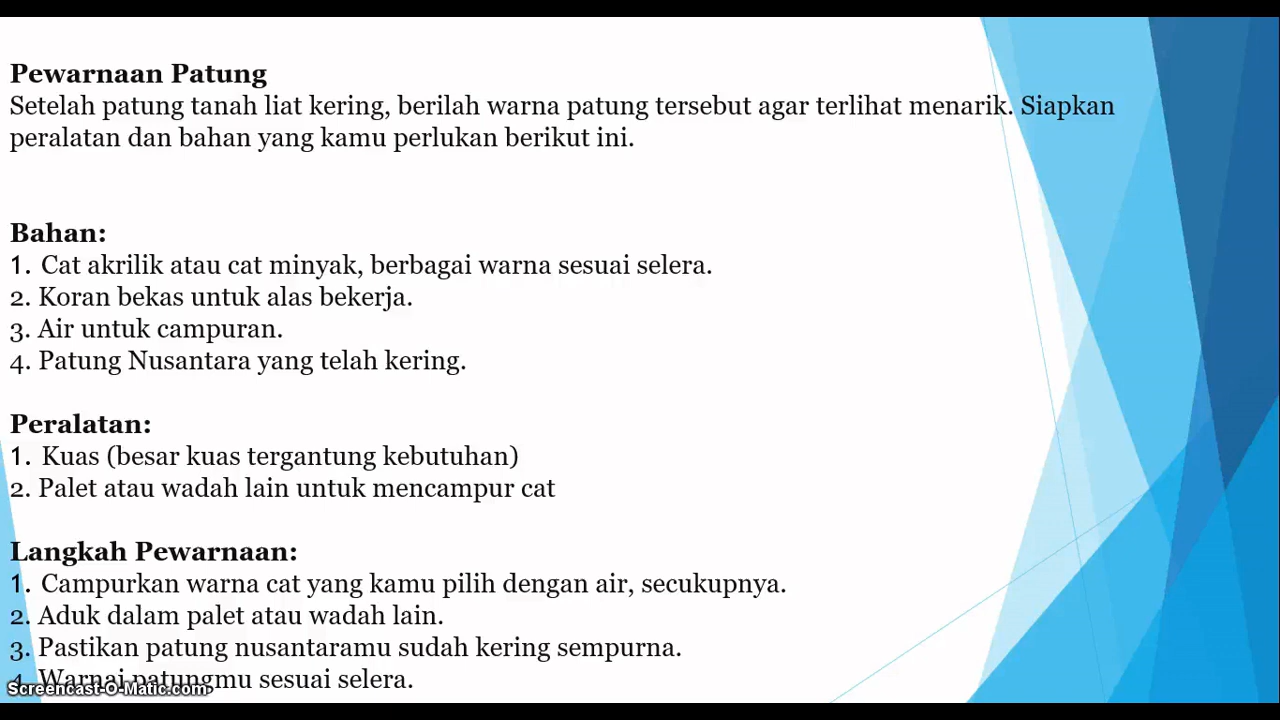 Pewarnaan Patung
Setelah patung tanah liat kering, berilah warna patung tersebut agar terlihat menarik. Siapkan
peralatan dan bahan yang kamu perlukan berikut ini.
Bahan:
1. Cat akrilik atau cat minyak, berbagai warna sesuai selera.
2. Koran bekas untuk alas bekerja.
3. Air untuk campuran.
4. Patung Nusantara yang telah kering.
Peralatan:
1. Kuas (besar kuas tergantung kebutuhan)
2. Palet atau wadah lain untuk mencampur cat
Langkah Pewarnaan:
1. Campurkan warna cat yang kamu pilih dengan air, secukupnya.
2. Aduk dalam palet atau wadah lain.
3. Pastikan patung nusantaramu sudah kering sempurna.
4. Warnai patungmu sesuai selera.
Screencast-O-Matic.com